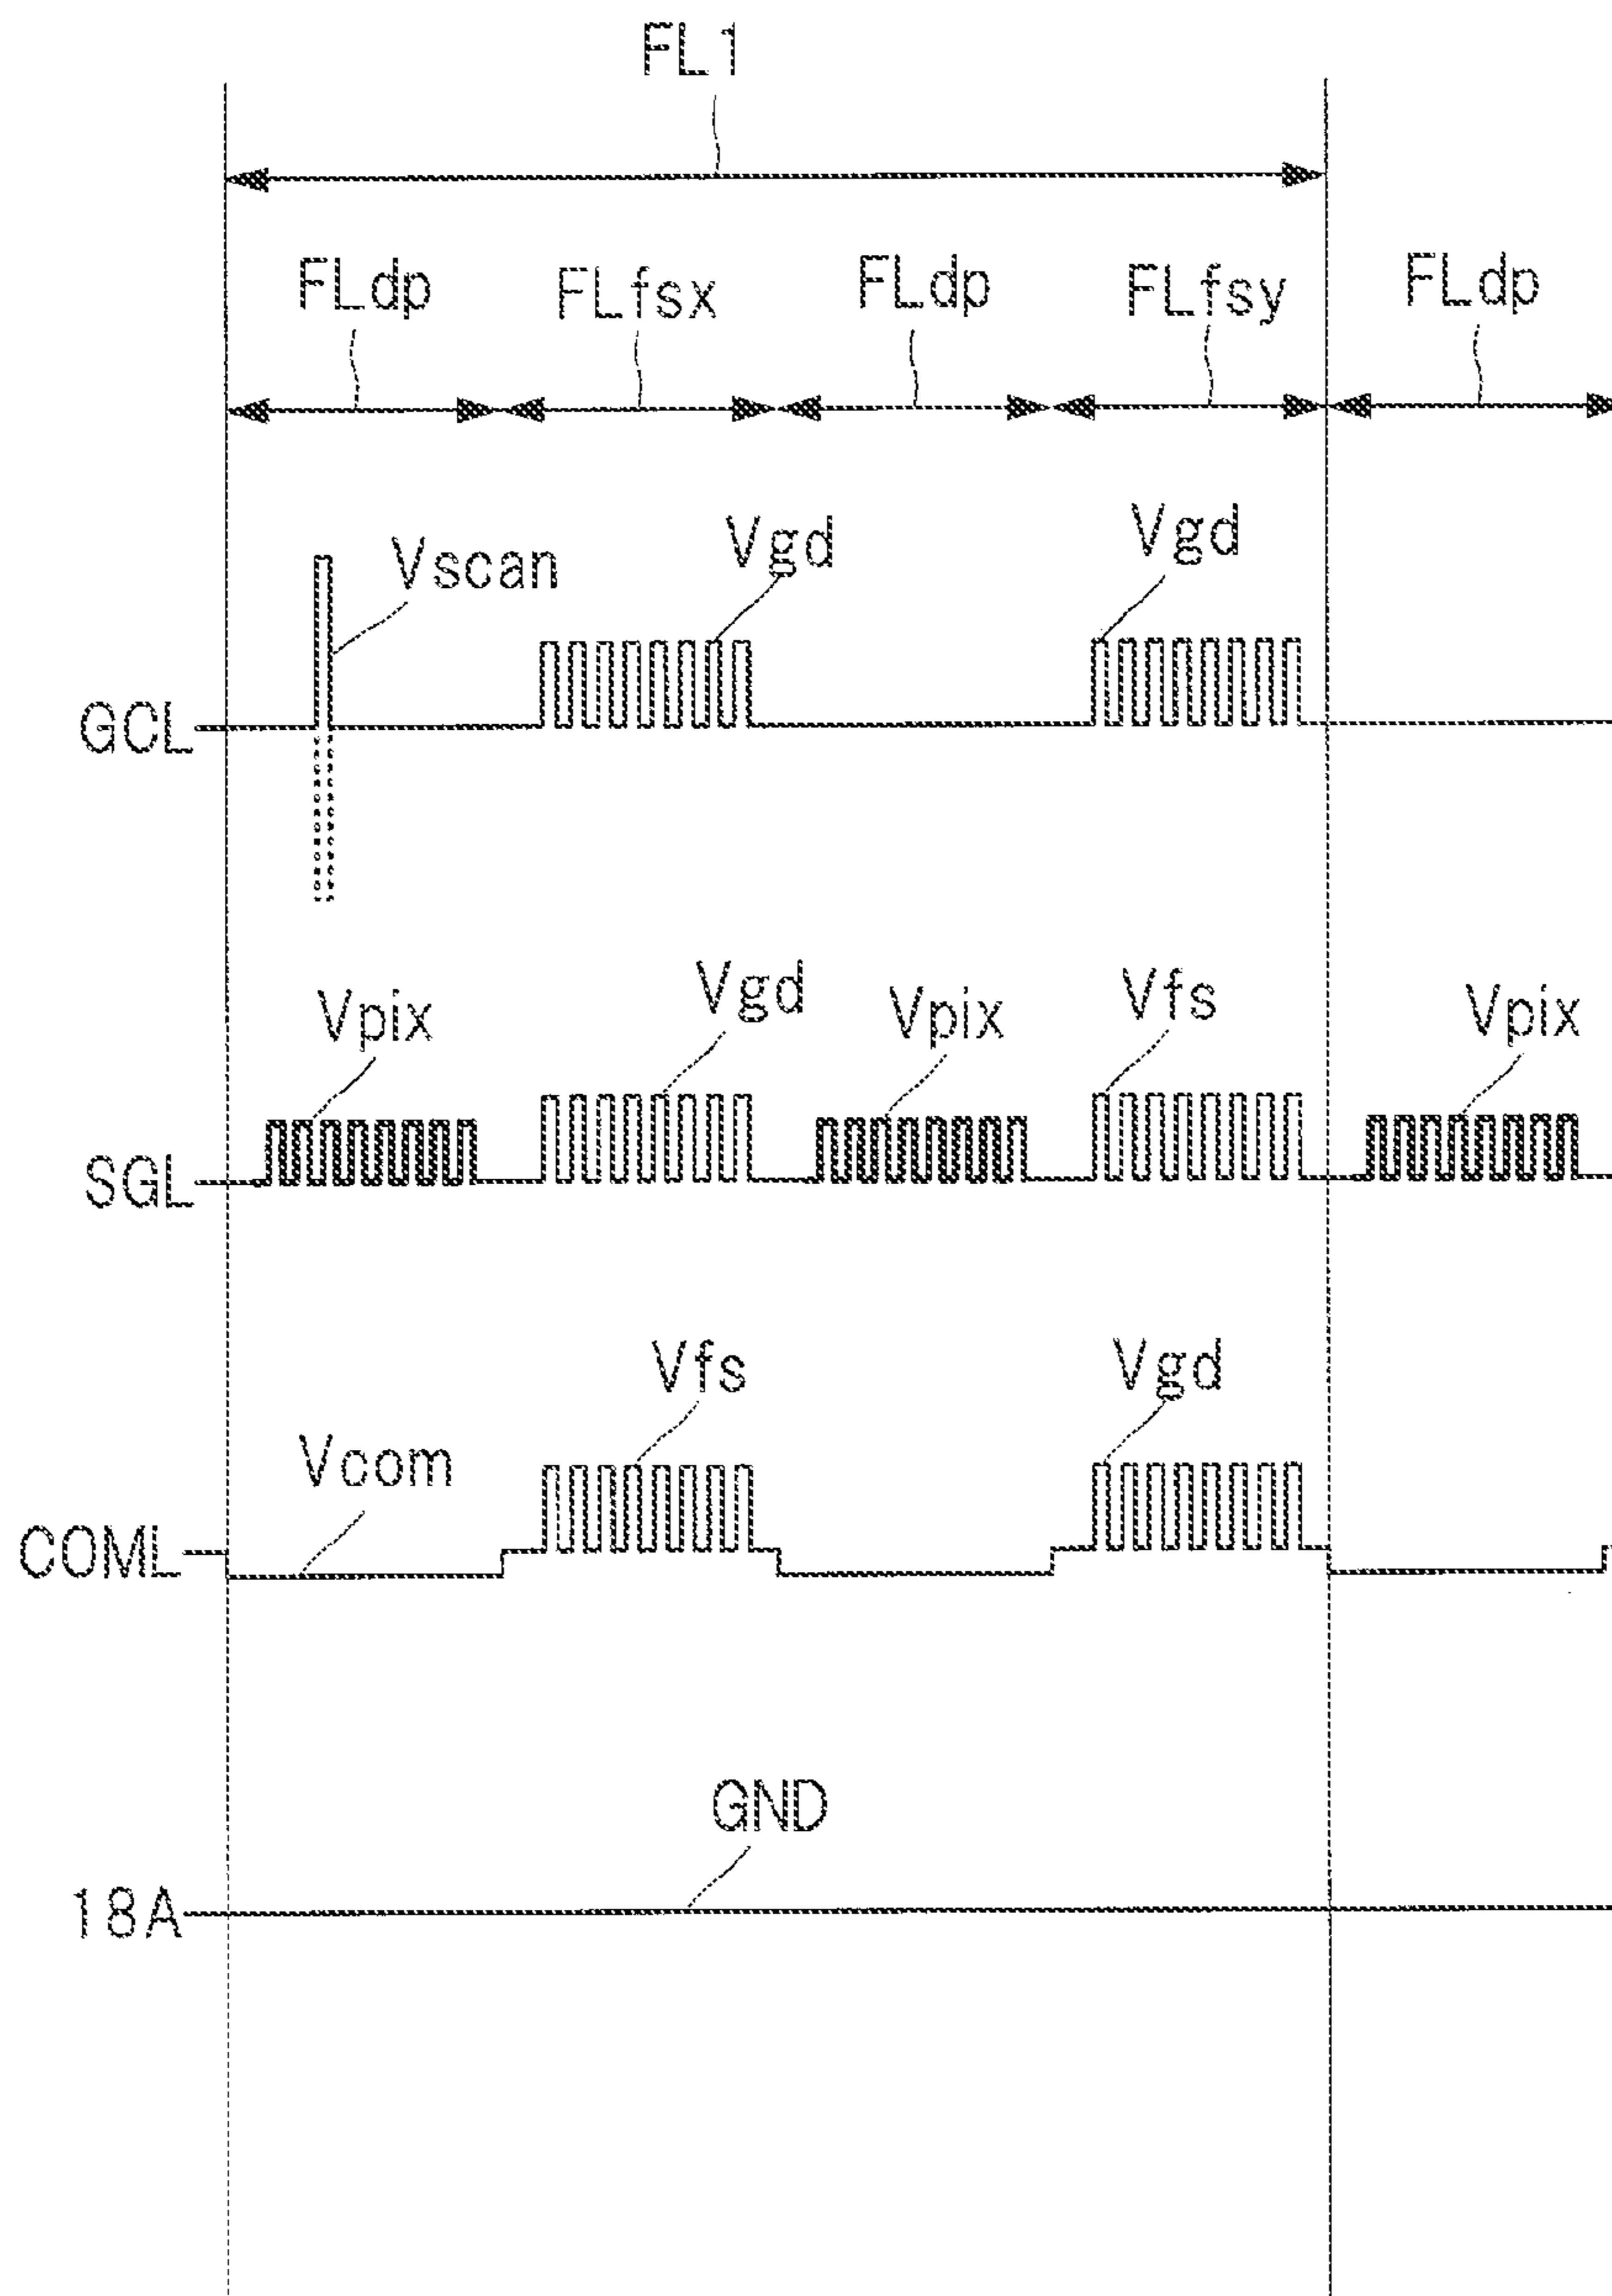 FL1
FLdp FLfsx FLdp FLfsy FLdp
Vscan Vgd Vgd
GCL
Vpix Vgd Vpix Vfs Vpix
SGL
Vfs Vgd
Vcom
COML
GND
18A